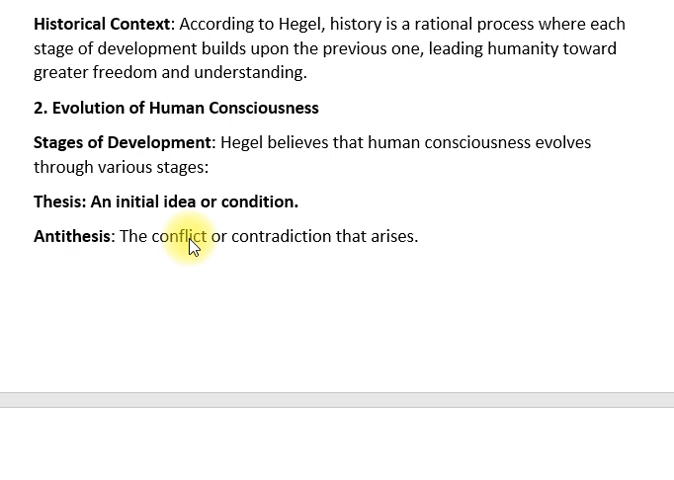 Historical Context: According to Hegel, history is a rational process where each
stage of development builds upon the previous one, leading humanity toward
greater freedom and understanding.
2. Evolution of Human Consciousness
Stages of Development: Hegel believes that human consciousness evolves
through various stages:
Thesis: An initial idea or condition.
Antithesis: The conflict or contradiction that arises.